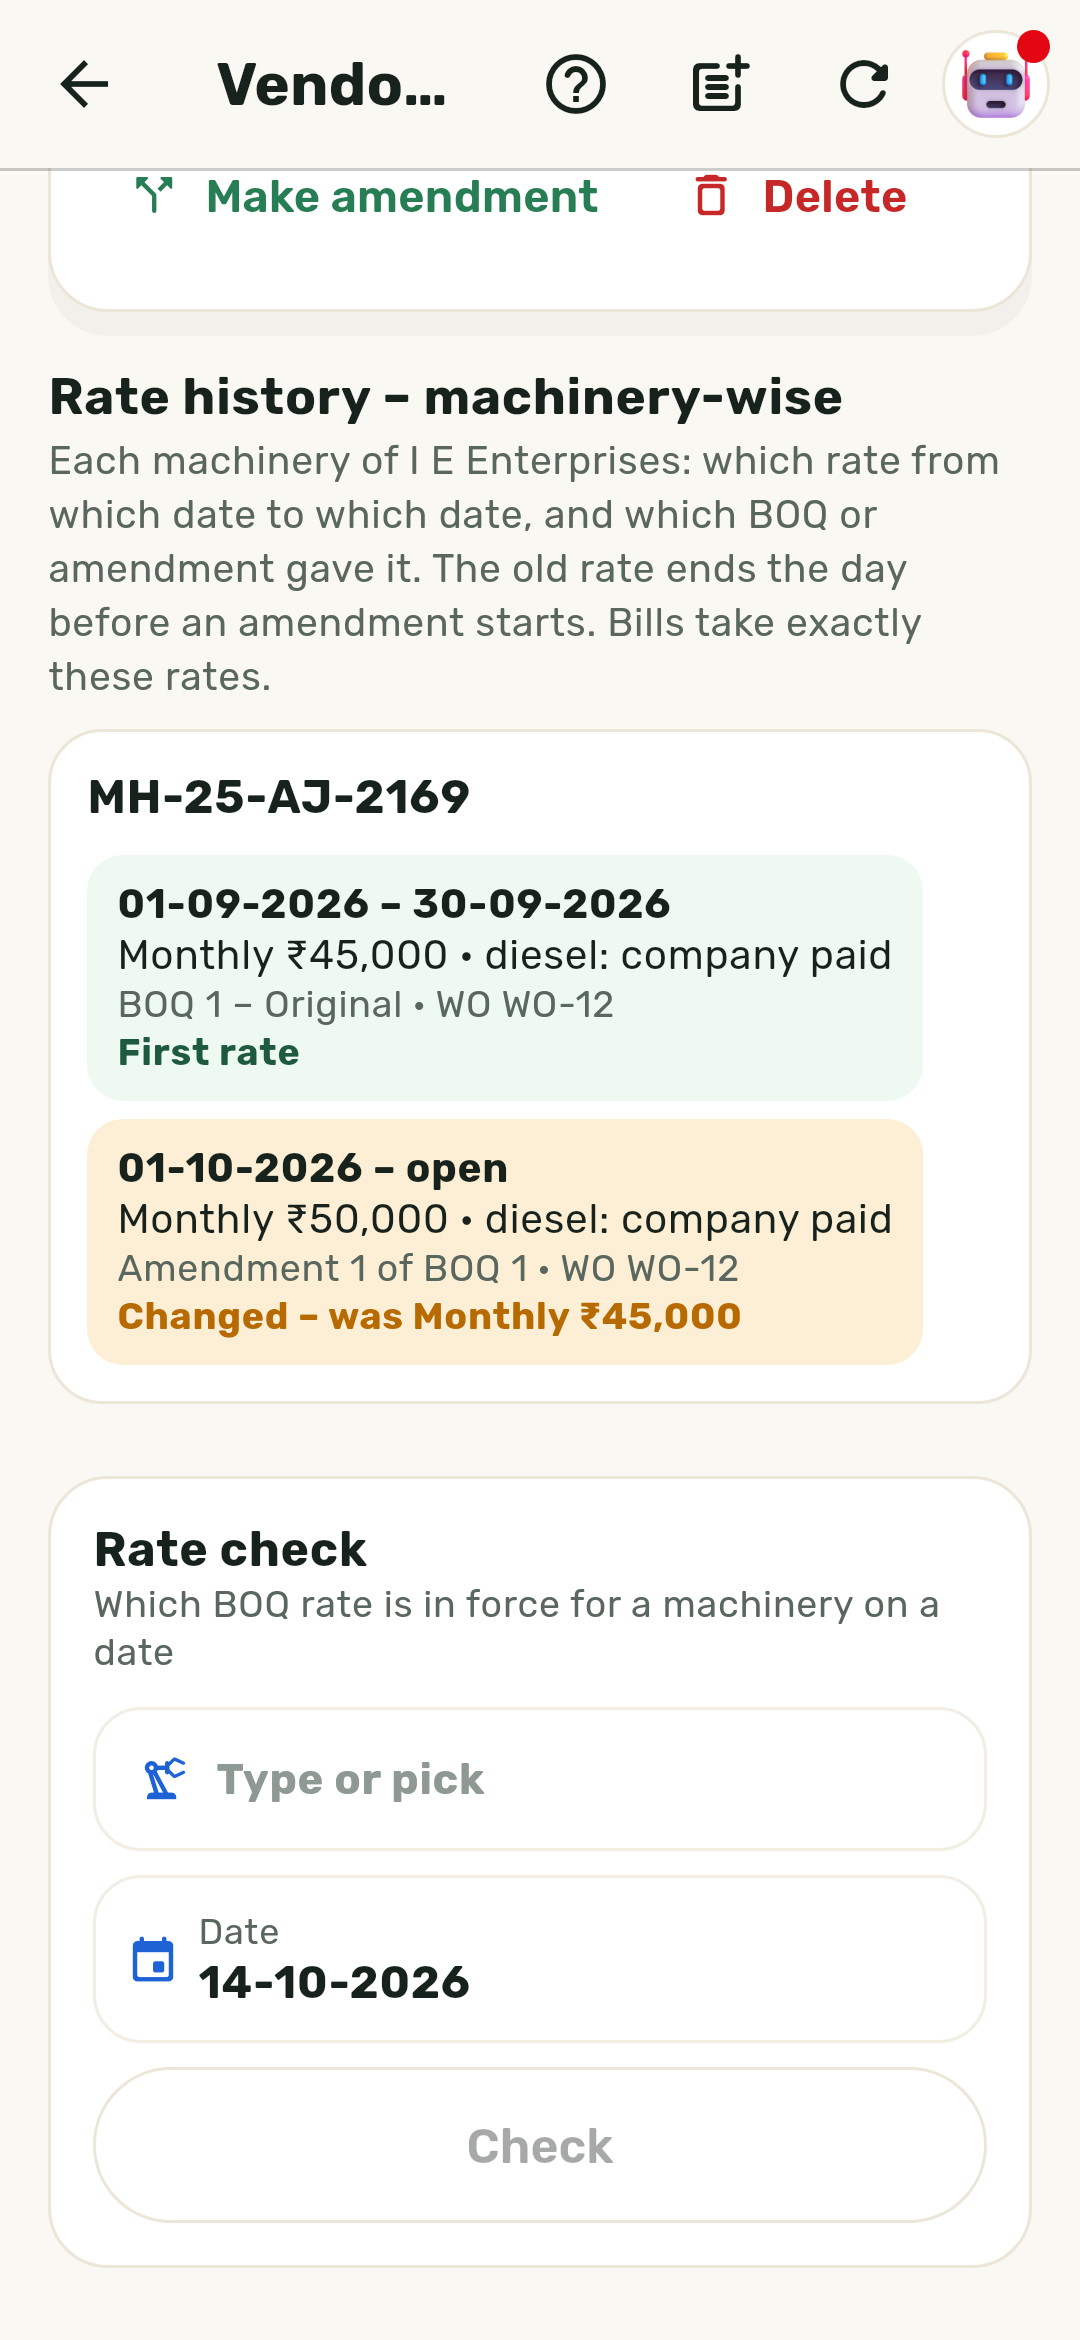 Vendo...
Make amendment
Delete
Rate history – machinery-wise
Each machinery of I E Enterprises: which rate from
which date to which date, and which BOQ or
amendment gave it. The old rate ends the day
before an amendment starts. Bills take exactly
these rates.
MH-25-AJ-2169
01-09-2026 – 30-09-2026
Monthly ₹45,000 • diesel: company paid
BOQ 1 – Original • WO WO-12
First rate
01-10-2026 – open
Monthly ₹50,000 • diesel: company paid
Amendment 1 of BOQ 1 • WO WO-12
Changed – was Monthly ₹45,000
Rate check
Which BOQ rate is in force for a machinery on a
date
Type or pick
Date
14-10-2026
Check